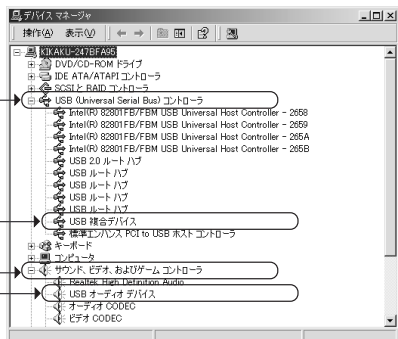 デバイス マネージャ
操作(A) 表示(V)
KIKAKU-247BFA95
DVD/CD-ROM ドライブ
IDE ATA/ATAPI コントローラ
SCSI と RAID コントローラ
USB (Universal Serial Bus) コントローラ
Intel(R) 82801FB/FBM USB Universal Host Controller - 2658
Intel(R) 82801FB/FBM USB Universal Host Controller - 2659
Intel(R) 82801FB/FBM USB Universal Host Controller - 265A
Intel(R) 82801FB/FBM USB Universal Host Controller - 265B
USB 2.0 ルート ハブ
USB ルート ハブ
USB ルート ハブ
USB ルート ハブ
USB ルート ハブ
USB 複合デバイス
標準エンハンス PCI to USB ホスト コントローラ
キーボード
コンピュータ
サウンド、ビデオ、およびゲーム コントローラ
Realtek High Definition Audio
USB オーディオ デバイス
オーディオ CODEC
ビデオ CODEC